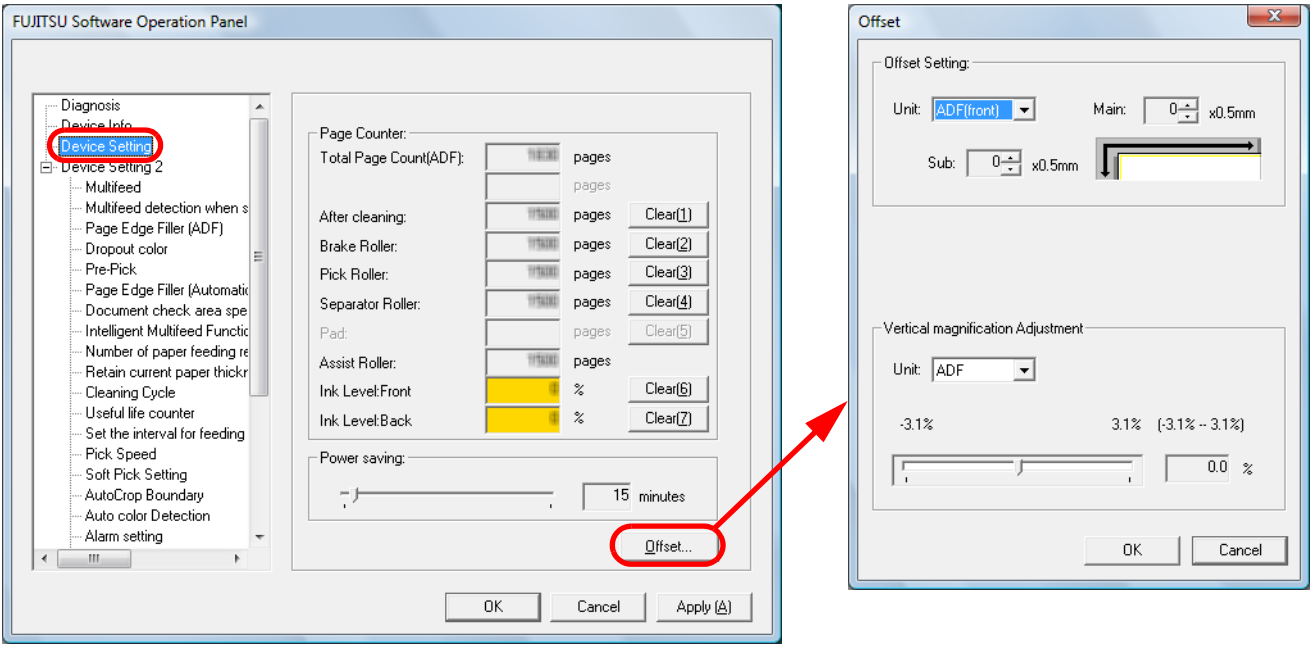 FUJITSU Software Operation Panel
Diagnosis
Device Info
Device Setting
Device Setting 2
Multifeed
Multifeed detection when s
Page Edge Filler (ADF)
Dropout color
Pre-Pick
Page Edge Filler (Automatic
Document check area spe
Intelligent Multifeed Functic
Number of paper feeding re
Retain current paper thickr
Cleaning Cycle
Useful life counter
Set the interval for feeding
Pick Speed
Soft Pick Setting
AutoCrop Boundary
Auto color Detection
Alarm setting
Page Counter:
Total Page Count(ADF): pages
pages
After cleaning: pages Clear(1)
Brake Roller: pages Clear(2)
Pick Roller: pages Clear(3)
Separator Roller: pages Clear(4)
Pad: pages Clear(5)
Assist Roller: pages
Ink Level:Front % Clear(6)
Ink Level:Back % Clear(7)
Power saving:
15 minutes
Offset...
OK Cancel Apply (A)
Offset
Offset Setting:
Unit: ADF(front) Main: 0 x0.5mm
Sub: 0 x0.5mm
Vertical magnification Adjustment
Unit: ADF
-3.1% 3.1% (-3.1% -- 3.1%)
0.0 %
OK Cancel